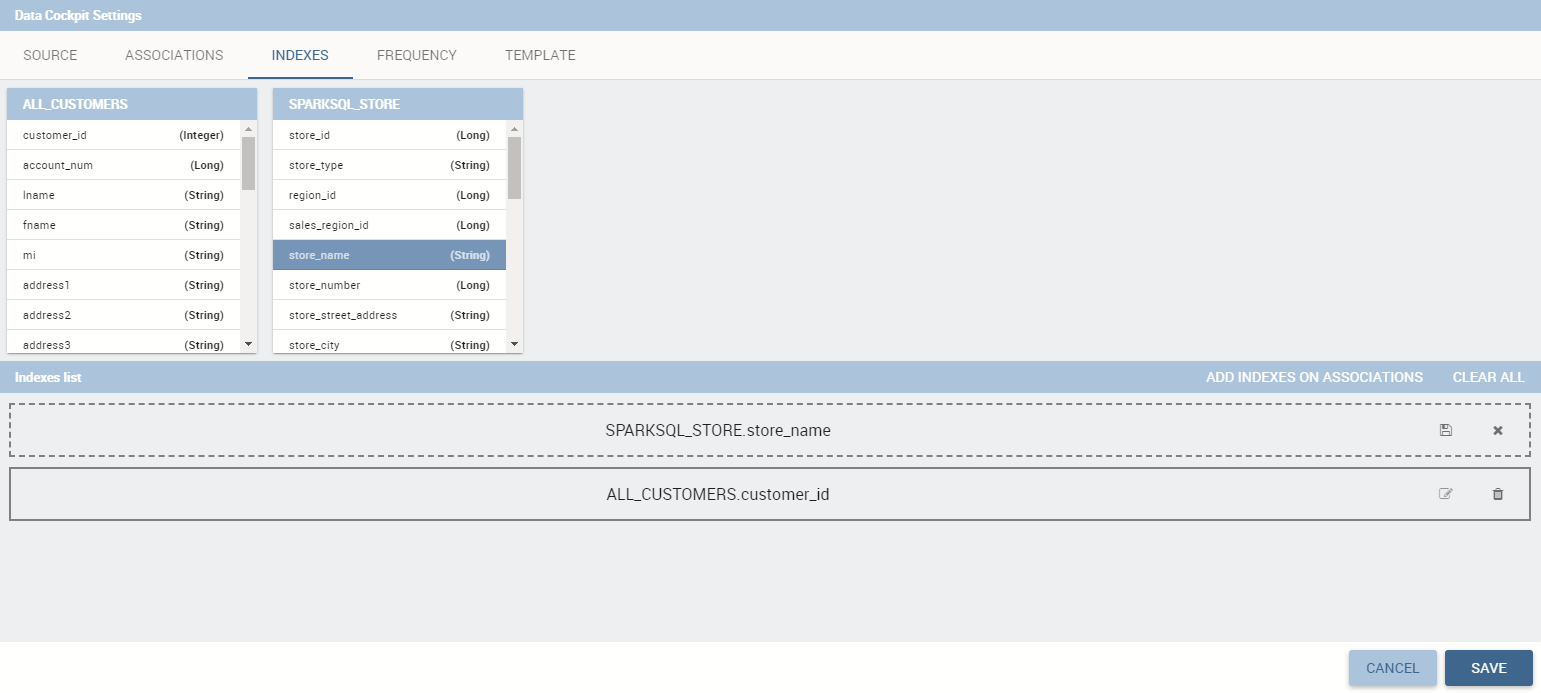 Data Cockpit Settings
SOURCE ASSOCIATIONS INDEXES FREQUENCY TEMPLATE
ALL_CUSTOMERS
customer_id (Integer)
account_num (Long)
lname (String)
fname (String)
mi (String)
address1 (String)
address2 (String)
address3 (String)
SPARKSQL_STORE
store_id (Long)
store_type (String)
region_id (Long)
sales_region_id (Long)
store_name (String)
store_number (Long)
store_street_address (String)
store_city (String)
Indexes list ADD INDEXES ON ASSOCIATIONS CLEAR ALL
SPARKSQL_STORE.store_name
ALL_CUSTOMERS.customer_id
CANCEL SAVE